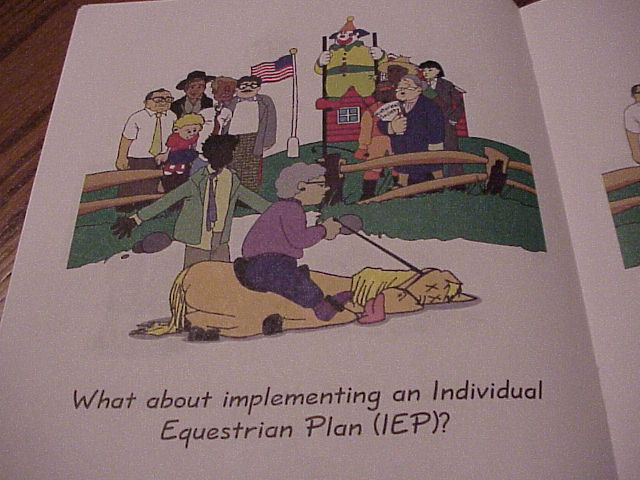 What about implementing an Individual
Equestrian Plan (IEP)?